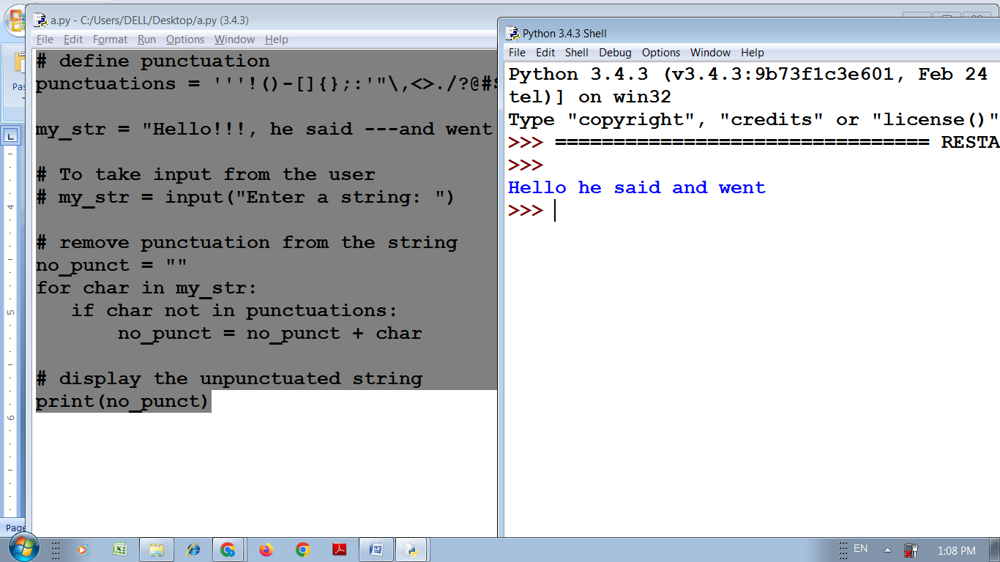 a.py - C:/Users/DELL/Desktop/a.py (3.4.3)
File Edit Format Run Options Window Help
# define punctuation
punctuations = '''!()-[]{};:'"\,<>./?@#
my_str = "Hello!!!, he said ---and went
# To take input from the user
# my_str = input("Enter a string: ")
# remove punctuation from the string
no_punct = ""
for char in my_str:
if char not in punctuations:
no_punct = no_punct + char
# display the unpunctuated string
print(no_punct)
Python 3.4.3 Shell
File Edit Shell Debug Options Window Help
Python 3.4.3 (v3.4.3:9b73f1c3e601, Feb 24
tel)] on win32
Type "copyright", "credits" or "license()"
>>> ================================ RESTA
>>>
Hello he said and went
>>>
Pas
4
5
6
Page
EN
1:08 PM